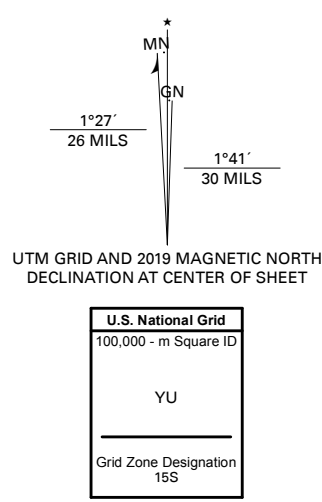 ★
MN
GN
1°27´
26 MILS
1°41´
30 MILS
UTM GRID AND 2019 MAGNETIC NORTH
DECLINATION AT CENTER OF SHEET
U.S. National Grid
100,000 - m Square ID
YU
Grid Zone Designation
15S